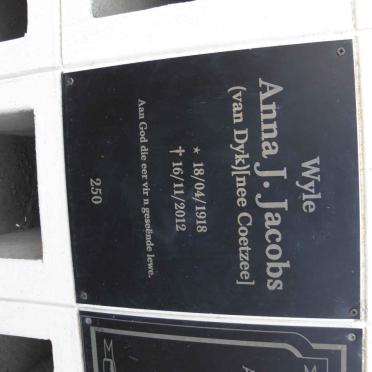 Wyle
Anna J. Jacobs
(van Dyk)[nee Coetzee]
* 18/04/1918
† 16/11/2012
Aan God die eer vir n geseënde lewe.
250